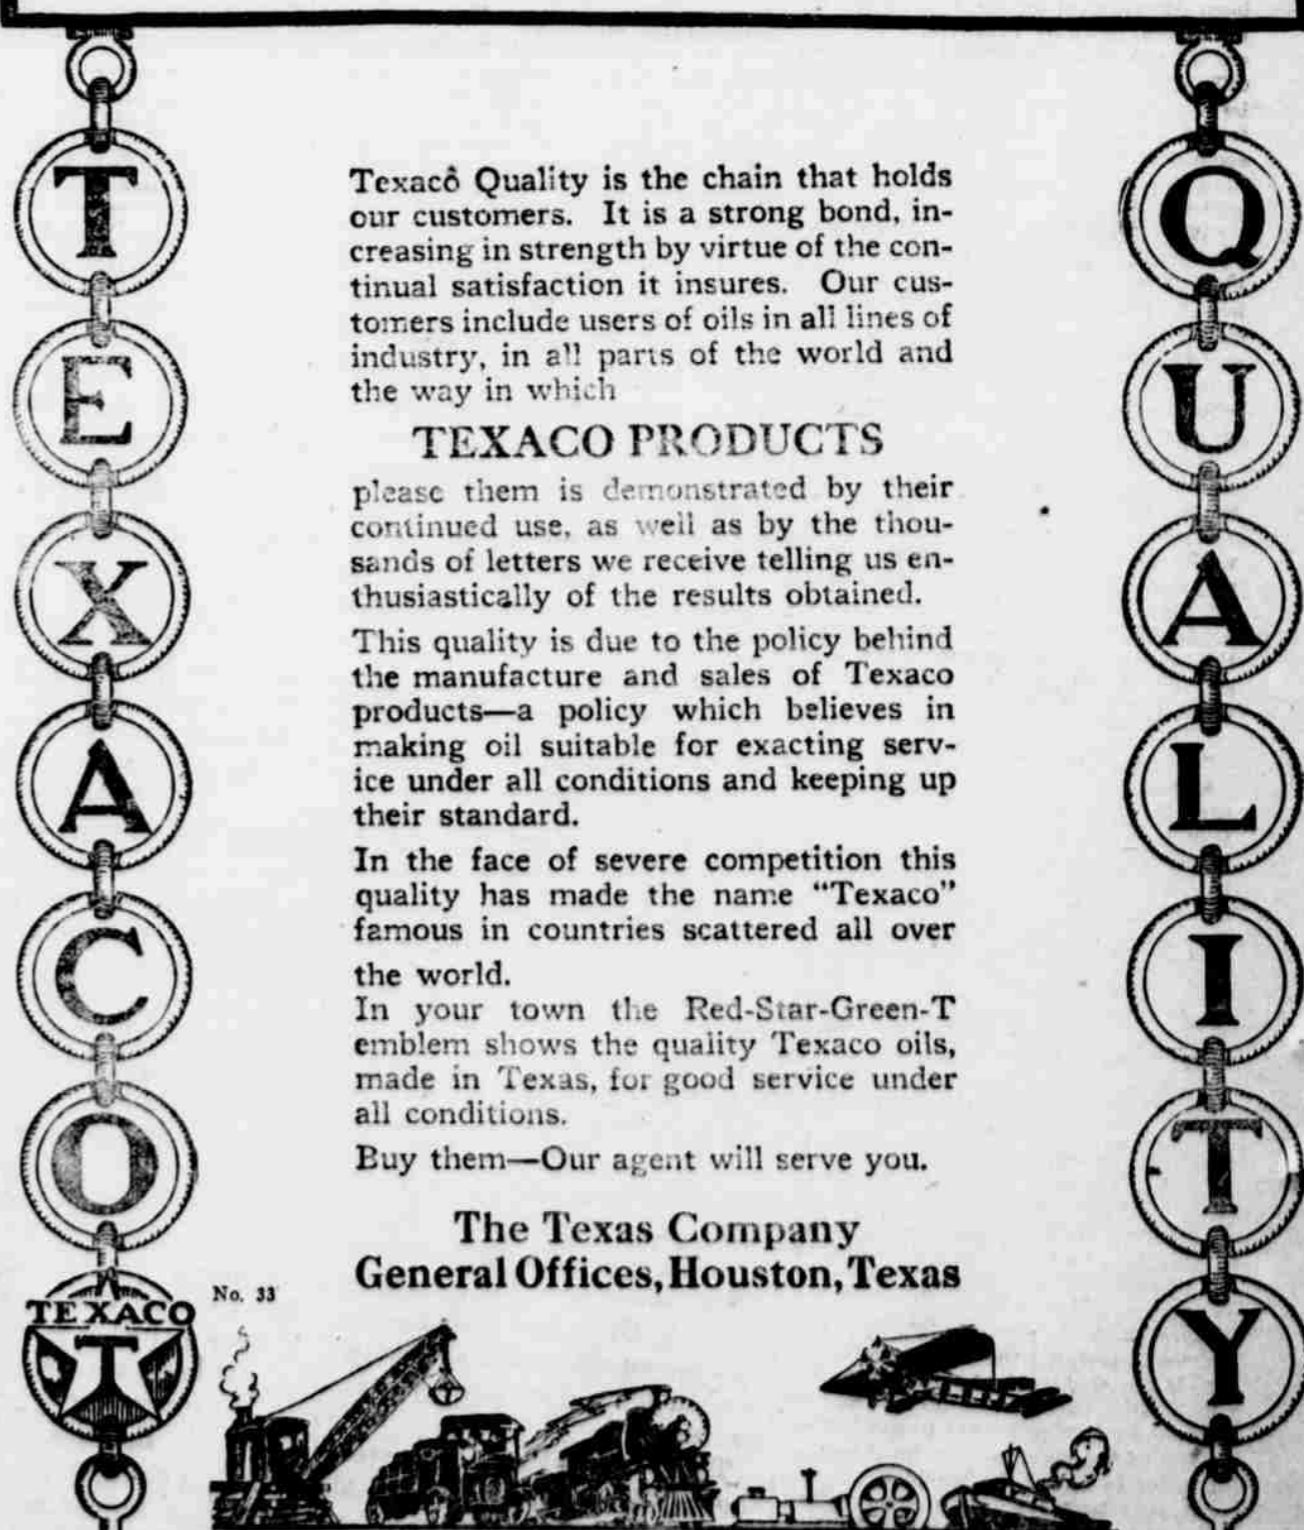 T
E
X
A
C
O
TEXACO
T
Texaco Quality is the chain that holds
our customers. It is a strong bond, in-
creasing in strength by virtue of the con-
tinual satisfaction it insures. Our cus-
tomers include users of oils in all lines of
industry, in all parts of the world and
the way in which
TEXACO PRODUCTS
please them is demonstrated by their
continued use, as well as by the thou-
sands of letters we receive telling us en-
thusiastically of the results obtained.
This quality is due to the policy behind
the manufacture and sales of Texaco
products—a policy which believes in
making oil suitable for exacting serv-
ice under all conditions and keeping up
their standard.
In the face of severe competition this
quality has made the name "Texaco"
famous in countries scattered all over
the world.
In your town the Red-Star-Green-T
emblem shows the quality Texaco oils,
made in Texas, for good service under
all conditions.
Buy them—Our agent will serve you.
The Texas Company
General Offices, Houston, Texas
No. 33
Q
U
A
L
I
T
Y